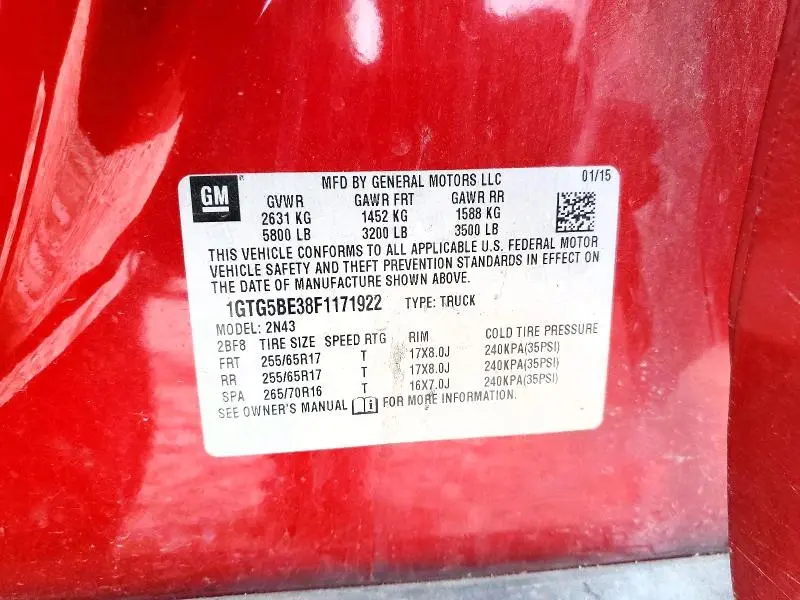 GM
MFD BY GENERAL MOTORS LLC 01/15
GVWR GAWR FRT GAWR RR
2631 KG 1452 KG 1588 KG
5800 LB 3200 LB 3500 LB
THIS VEHICLE CONFORMS TO ALL APPLICABLE U.S. FEDERAL MOTOR
VEHICLE SAFETY AND THEFT PREVENTION STANDARDS IN EFFECT ON
THE DATE OF MANUFACTURE SHOWN ABOVE.
1GTG5BE38F1171922 TYPE: TRUCK
MODEL: 2N43
2BF8 TIRE SIZE SPEED RTG RIM COLD TIRE PRESSURE
FRT 255/65R17 T 17X8.0J 240KPA(35PSI)
RR 255/65R17 T 17X8.0J 240KPA(35PSI)
SPA 265/70R16 T 16X7.0J 240KPA(35PSI)
SEE OWNER'S MANUAL FOR MORE INFORMATION.